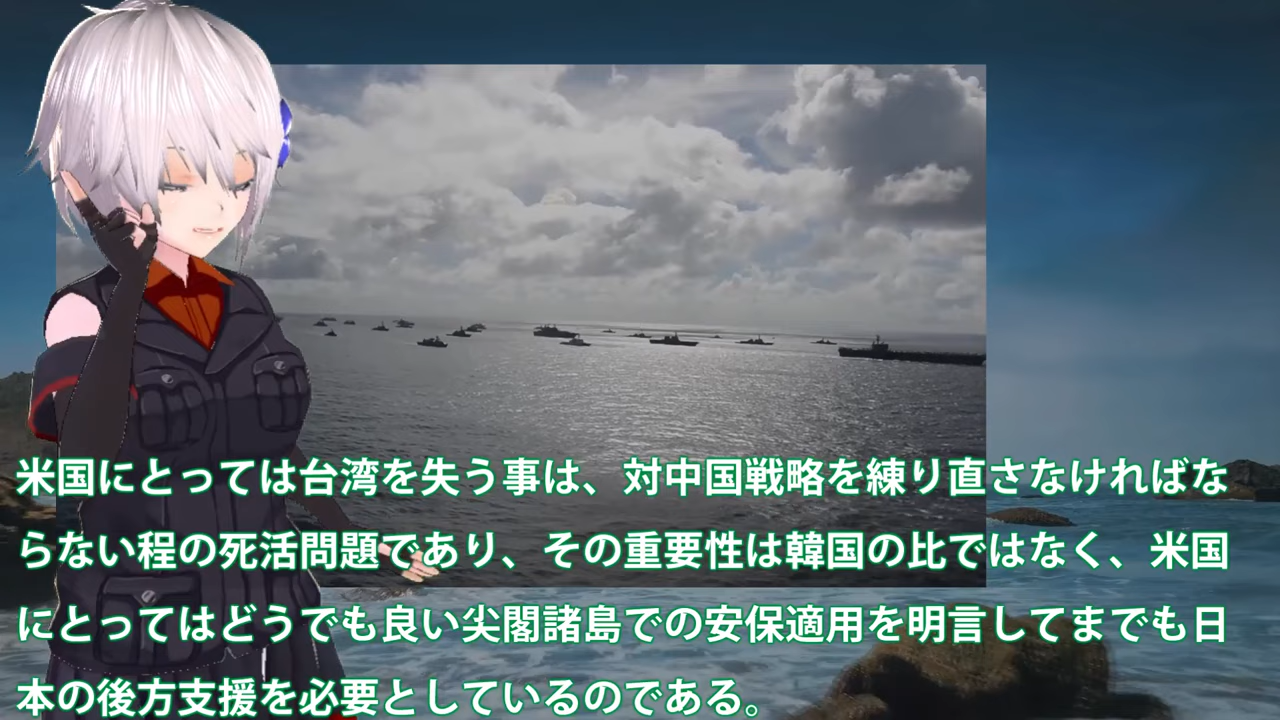 米国にとっては台湾を失う事は、対中国戦略を練り直さなければな
らない程の死活問題であり、その重要性は韓国の比ではなく、米国
にとってはどうでも良い尖閣諸島での安保適用を明言してまでも日
本の後方支援を必要としているのである。